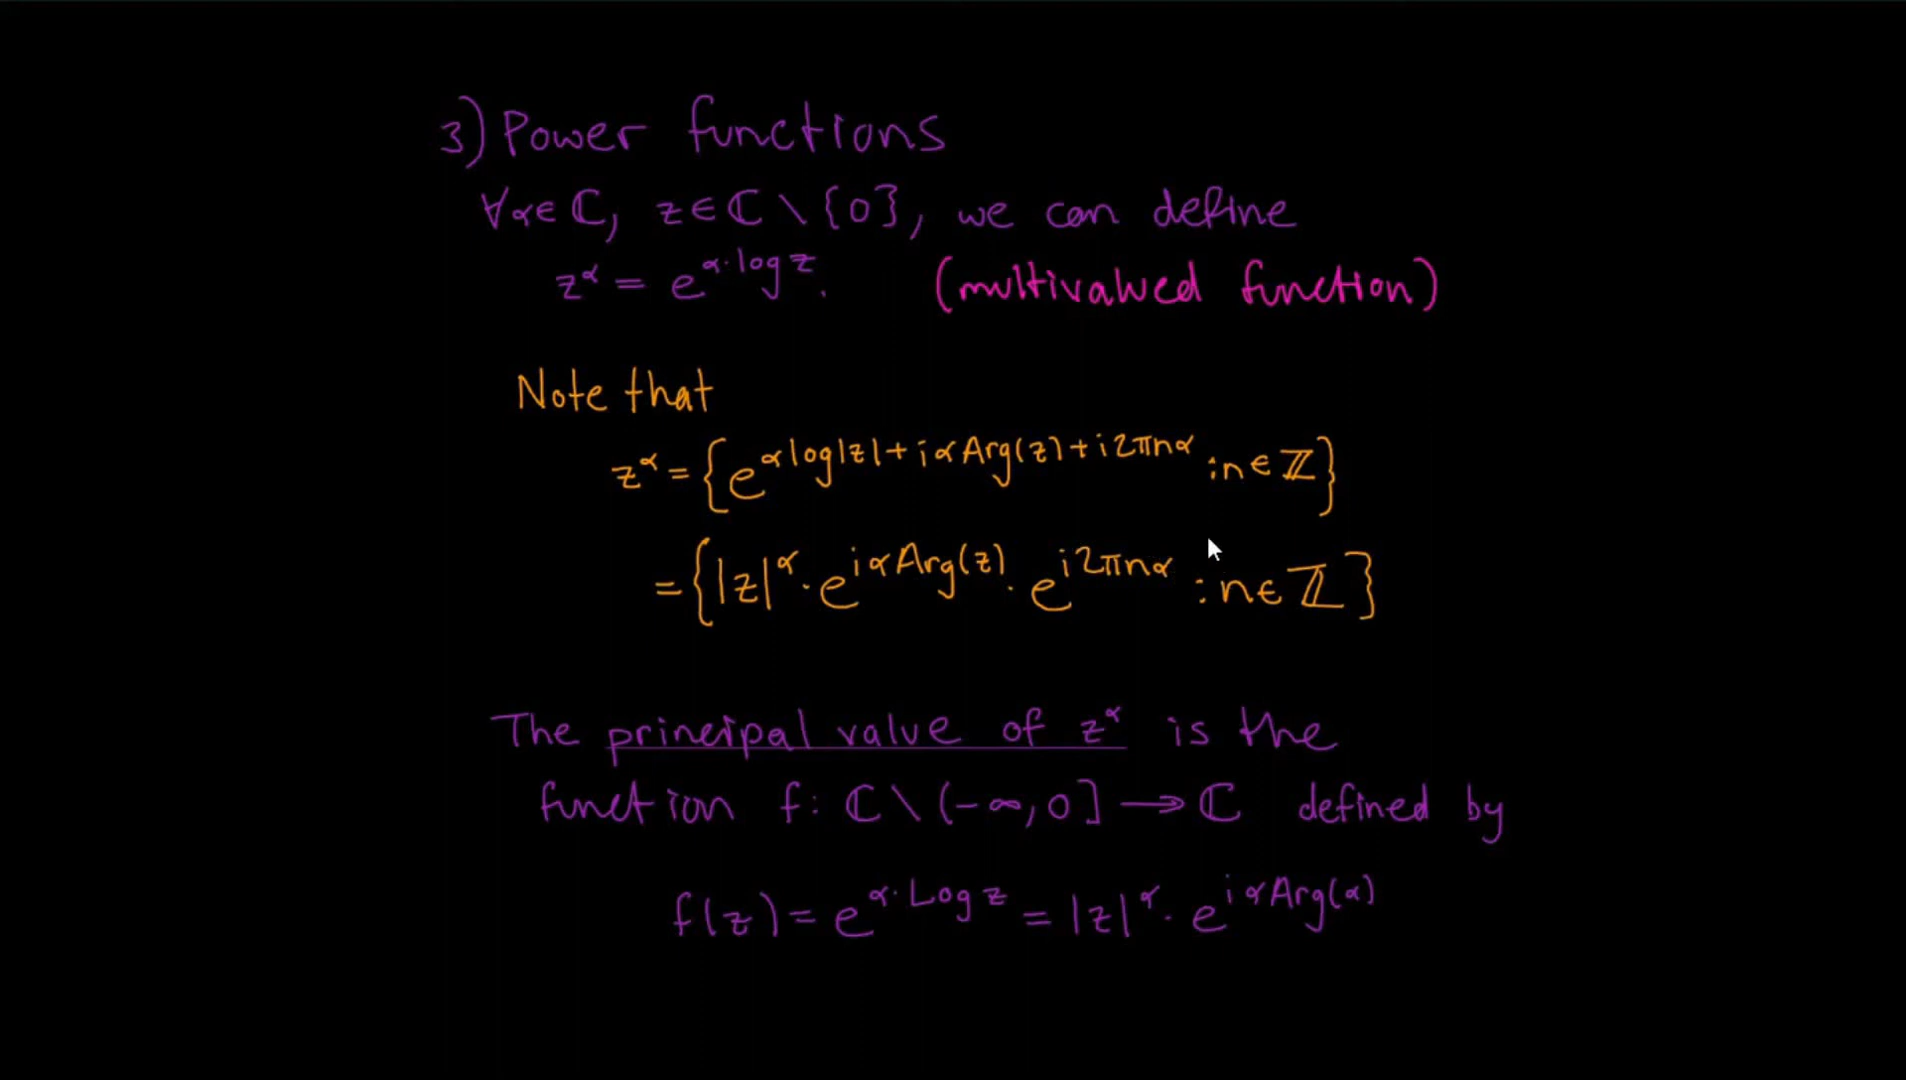 3) Power functions
∀α∈ℂ, z∈ℂ∖{0}, we can define
z^α = e^{α·log z}. (multivalued function)
Note that
z^α = {e^{α log|z| + iα Arg(z) + i2πnα} : n∈ℤ}
= {|z|^α · e^{iα Arg(z)} · e^{i2πnα} : n∈ℤ}
The principal value of z^α is the
function f: ℂ∖(-∞,0] → ℂ defined by
f(z) = e^{α·Log z} = |z|^α · e^{iα Arg(α)}